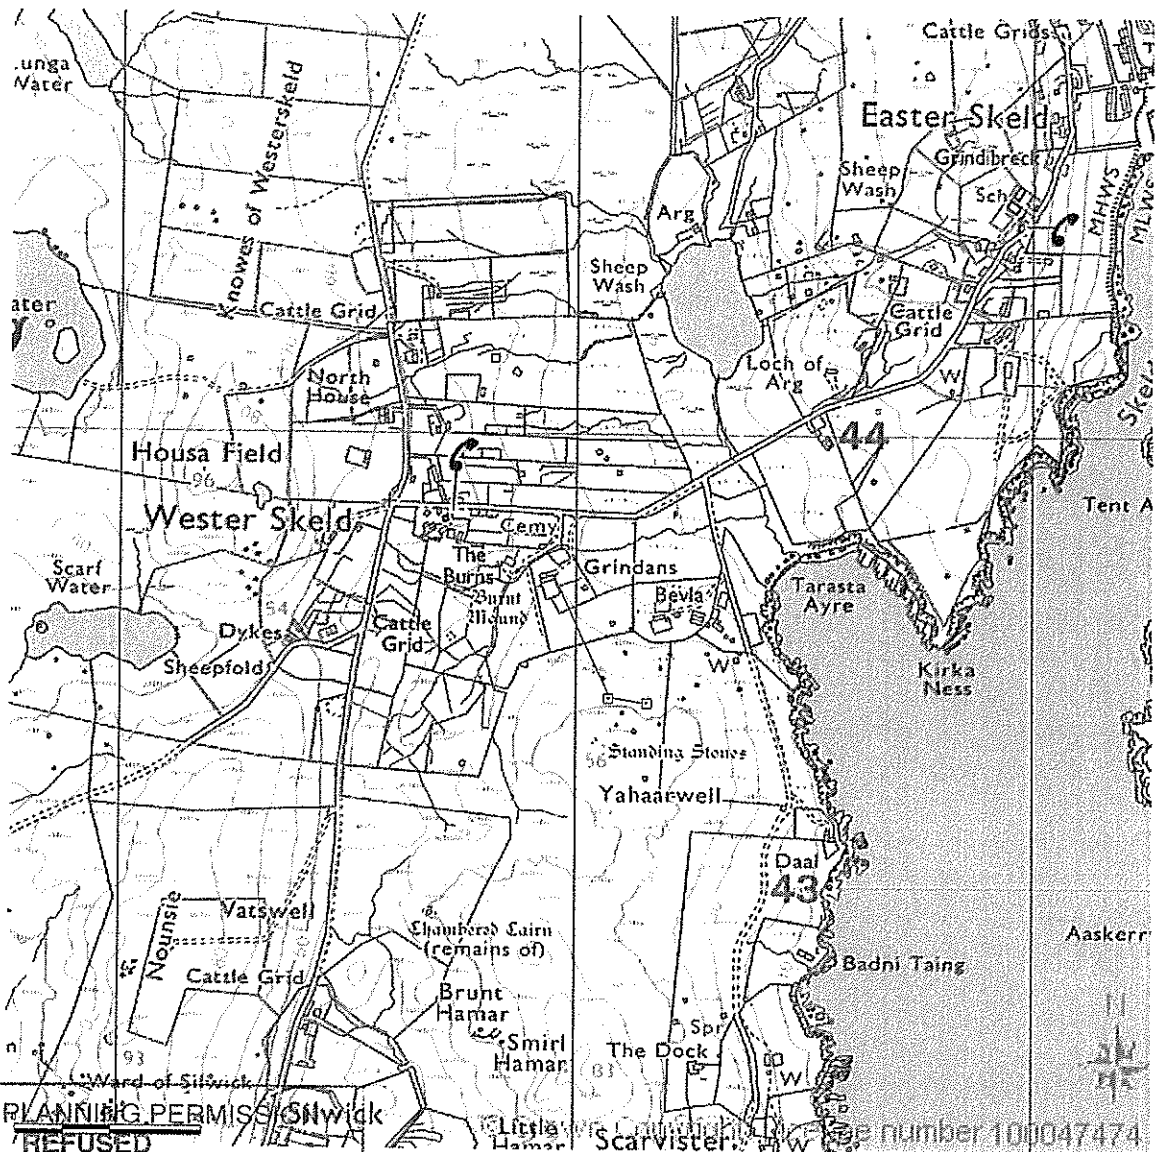 Cattle Grids
.unga
Water
Knowes of Westerskeld
Easter Skeld
Grindibreck
Sheep
Wash
Sch
MHWS
MLWS
Arg
Sheep
Wash
ater
Cattle Grid
Cattle
Grid
Loch of
Arg
North
House
W
44
Housa Field
96
Wester Skeld
Cemy
Tent A
The
Burns
Burnt
Mound
Grindans
Scarf
Water
Bevla
Tarasta
Ayre
54
Dykes
Cattle
Grid
Sheepfold
W
Kirka
Ness
56
Standing Stones
Yahaarwell
Daal
43
Nounsie
Vatswell
Chambered Cairn
(remains of)
Aaskerr
Cattle Grid
Badni Taing
Brunt
Hamar
Spr
The Dock
Smirl
Hamar
n
93
83
W
Ward of Silwick
PLANNING PERMISSION
REFUSED
Silwick
Little
Hamar
Scarvister
W
number 100047474